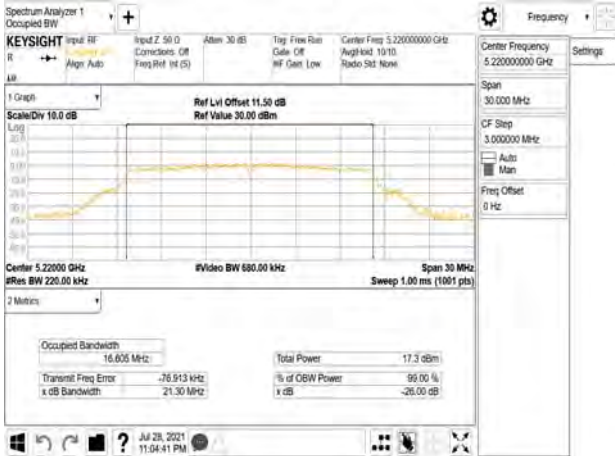 Spectrum Analyzer 1
Occupied BW
+
Frequency
KEYSIGHT
Input: RF
Input Z: 50 Ω
Atten: 30 dB
Trig: Free Run
Center Freq: 5.220000000 GHz
R
Align: Auto
Corrections: Off
Freq Ref: Int (S)
Gate: Off
#IF Gain: Low
Avg|Hold: 10/10
Radio Std: None
Center Frequency
5.220000000 GHz
Settings
Span
30.000 MHz
CF Step
3.000000 MHz
Auto
Man
Freq Offset
0 Hz
1 Graph
Scale/Div 10.0 dB
Ref Lvl Offset 11.50 dB
Ref Value 30.00 dBm
Log
Center 5.22000 GHz
#Video BW 680.00 kHz
Span 30 MHz
#Res BW 220.00 kHz
Sweep 1.00 ms (1001 pts)
2 Metrics
Occupied Bandwidth
16.605 MHz
Total Power
17.3 dBm
Transmit Freq Error
-76.913 kHz
% of OBW Power
99.00 %
x dB Bandwidth
21.30 MHz
x dB
-26.00 dB
?
Jul 28, 2021
11:04:41 PM